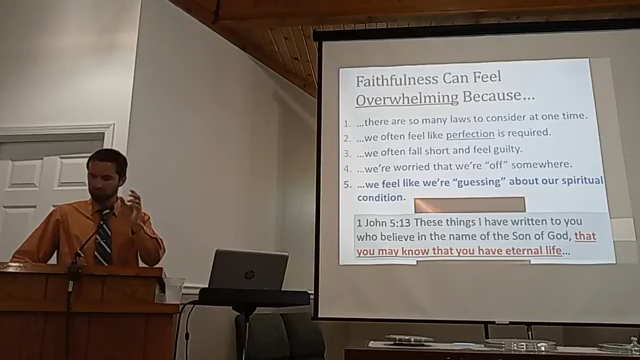 Faithfulness Can Feel
Overwhelming Because…
1. …there are so many laws to consider at one time.
2. …we often feel like perfection is required.
3. …we often fall short and feel guilty.
4. …we're worried that we're "off" somewhere.
5. …we feel like we're "guessing" about our spiritual
condition.
1 John 5:13 These things I have written to you
who believe in the name of the Son of God, that
you may know that you have eternal life…
hp